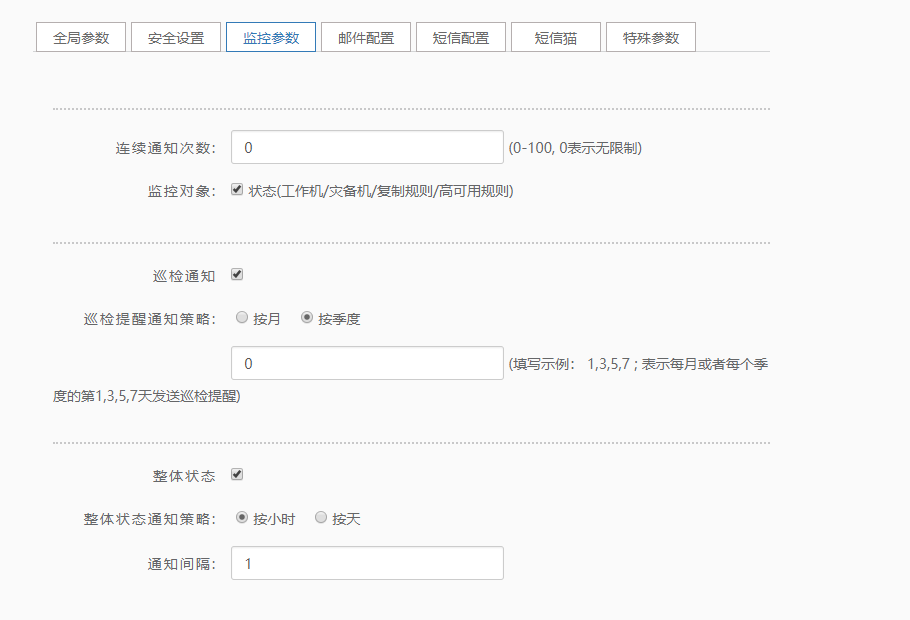 全局参数 安全设置 监控参数 邮件配置 短信配置 短信猫 特殊参数
连续通知次数: 0 (0-100, 0表示无限制)
监控对象: 状态(工作机/灾备机/复制规则/高可用规则)
巡检通知
巡检提醒通知策略: 按月 按季度
0 (填写示例: 1,3,5,7 ; 表示每月或者每个季
度的第1,3,5,7天发送巡检提醒)
整体状态
整体状态通知策略: 按小时 按天
通知间隔: 1